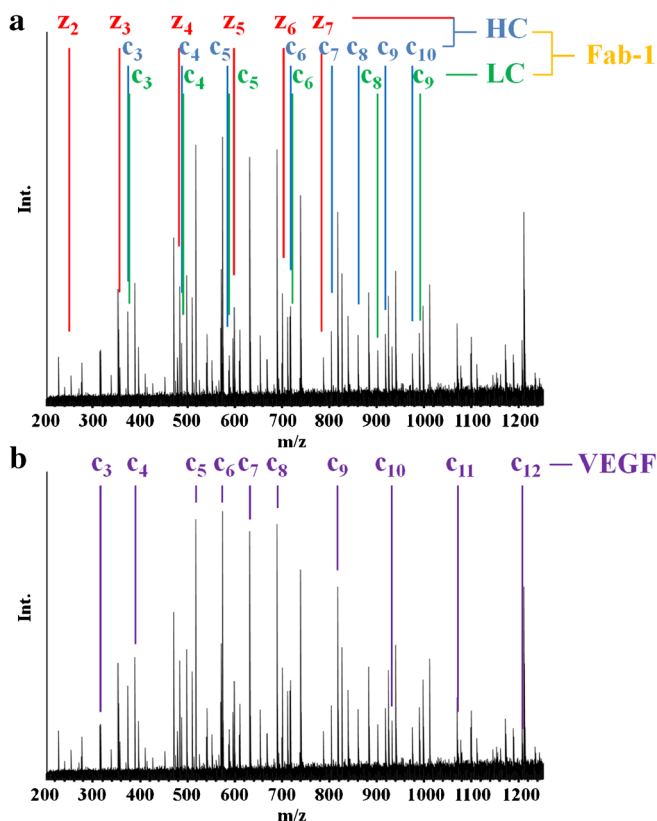 a
z₂ z₃ z₄ z₅ z₆ z₇
HC
c₃ c₄ c₅ c₆ c₇ c₈ c₉ c₁₀
Fab-1
c₃ c₄ c₅ c₆ c₈ c₉ LC
Int.
200 300 400 500 600 700 800 900 1000 1100 1200
m/z
b
c₃ c₄ c₅ c₆ c₇ c₈ c₉ c₁₀ c₁₁ c₁₂ VEGF
Int.
200 300 400 500 600 700 800 900 1000 1100 1200
m/z